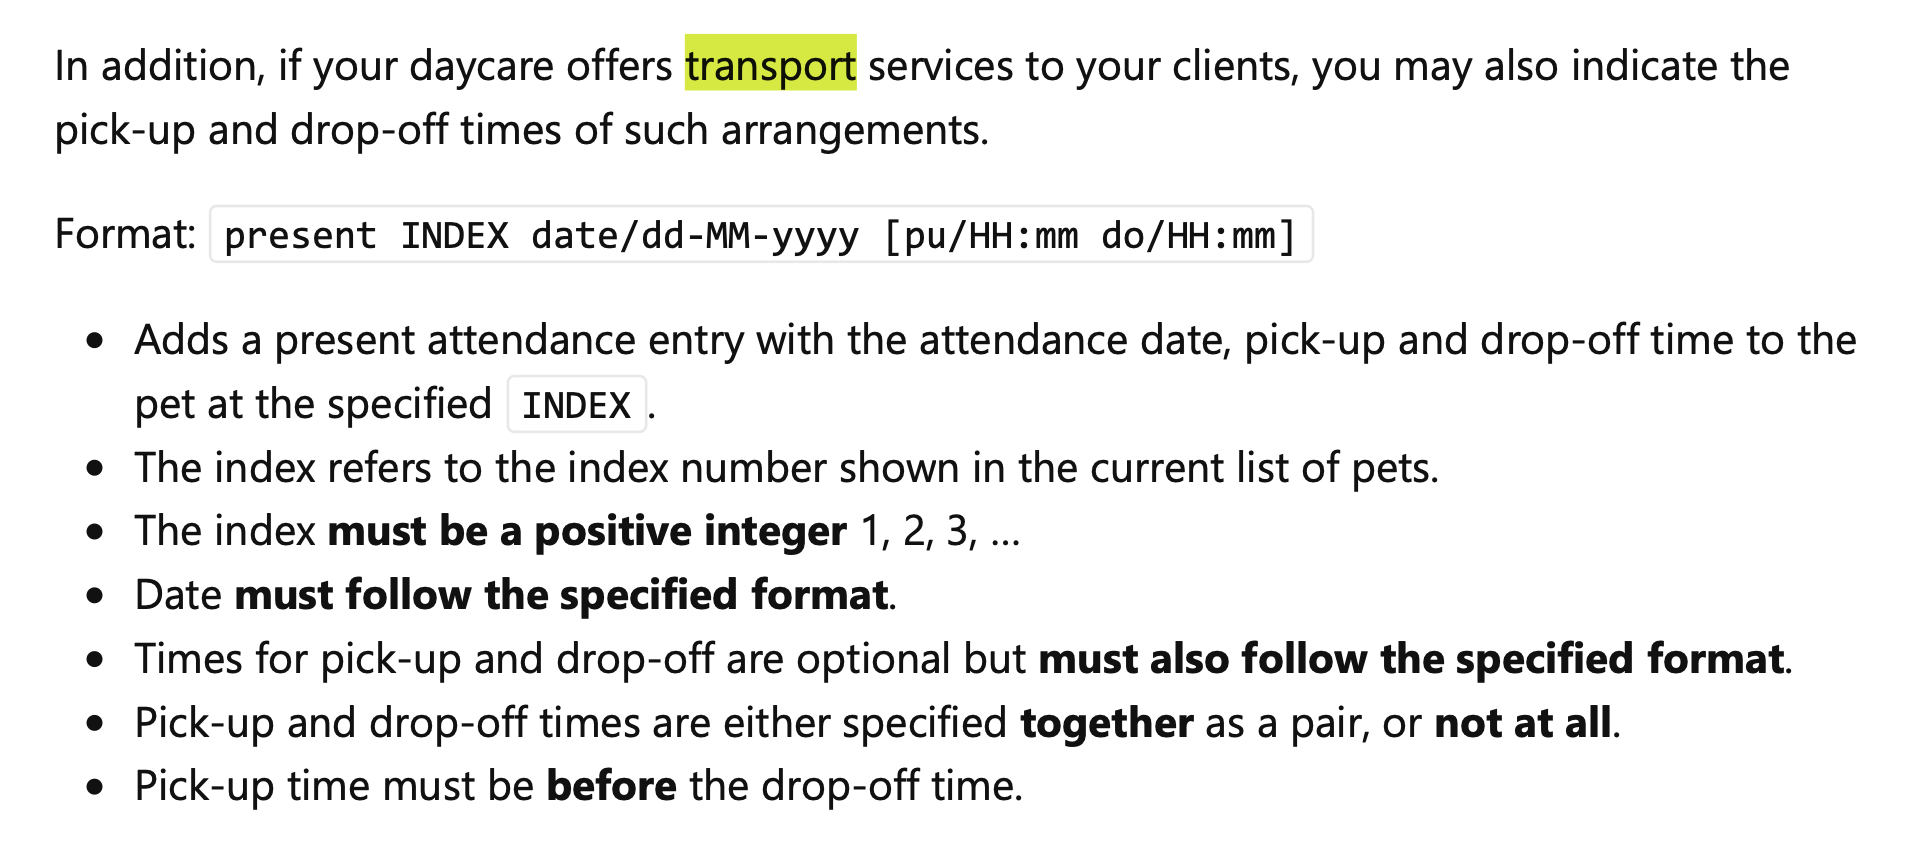 In addition, if your daycare offers transport services to your clients, you may also indicate the
pick-up and drop-off times of such arrangements.
Format: present INDEX date/dd-MM-yyyy [pu/HH:mm do/HH:mm]
• Adds a present attendance entry with the attendance date, pick-up and drop-off time to the
pet at the specified INDEX.
• The index refers to the index number shown in the current list of pets.
• The index must be a positive integer 1, 2, 3, …
• Date must follow the specified format.
• Times for pick-up and drop-off are optional but must also follow the specified format.
• Pick-up and drop-off times are either specified together as a pair, or not at all.
• Pick-up time must be before the drop-off time.